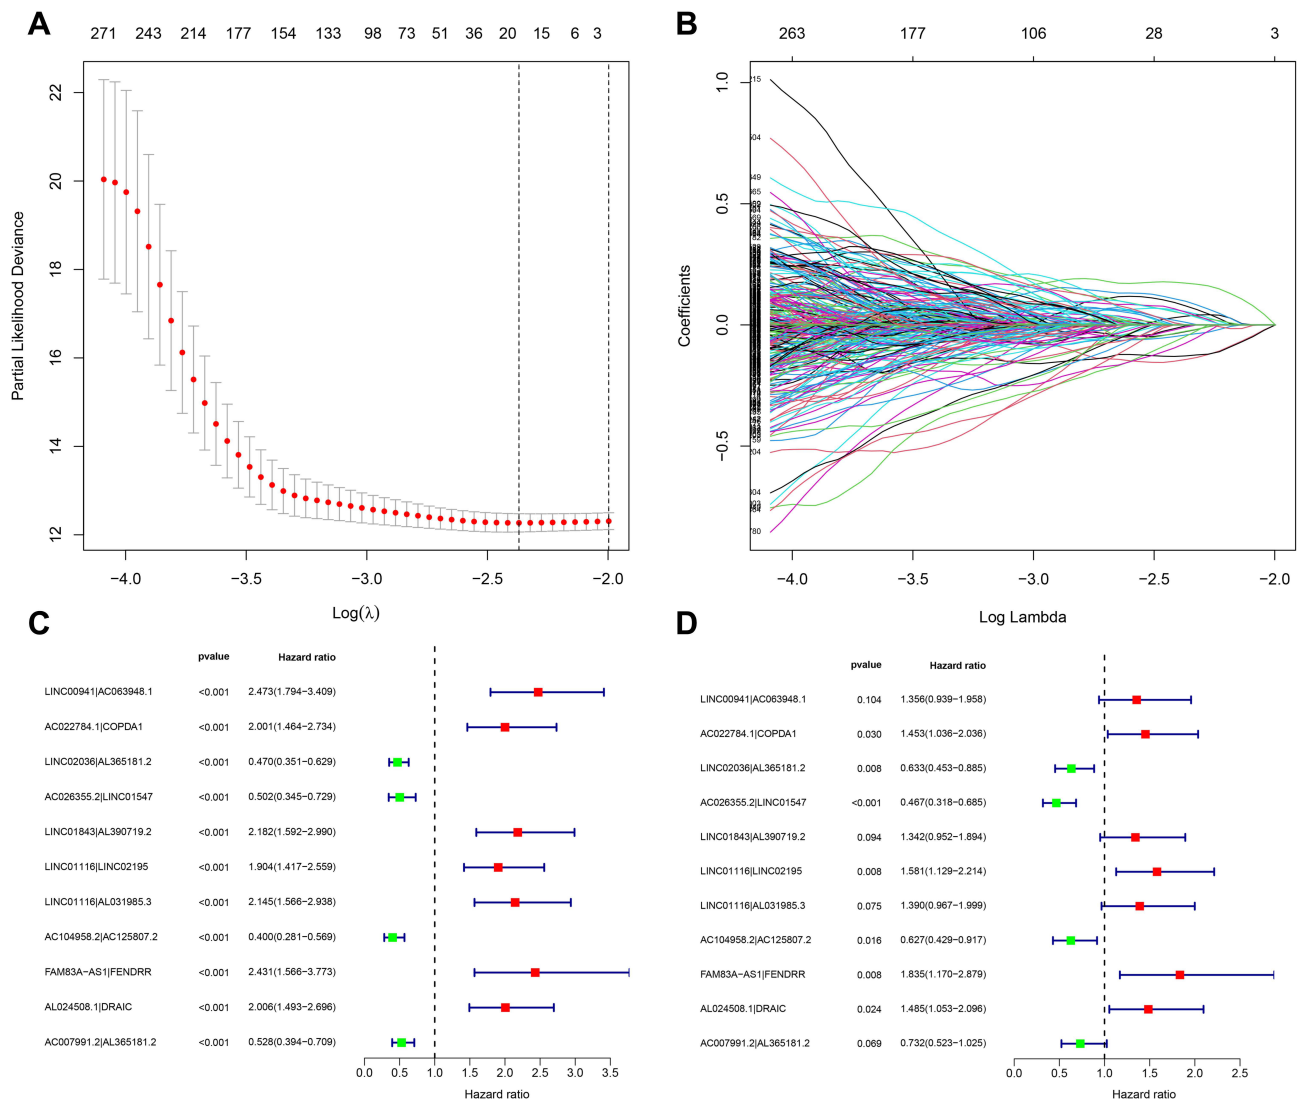 A
271 243 214 177 154 133 98 73 51 36 20 15 6 3
22
20
18
16
14
12
Partial Likelihood Deviance
−4.0 −3.5 −3.0 −2.5 −2.0
Log(λ)
B
263 177 106 28 3
1.0
0.5
0.0
−0.5
Coefficients
−4.0 −3.5 −3.0 −2.5 −2.0
Log Lambda
C
pvalue Hazard ratio
LINC00941|AC063948.1 <0.001 2.473(1.794−3.409)
AC022784.1|COPDA1 <0.001 2.001(1.464−2.734)
LINC02036|AL365181.2 <0.001 0.470(0.351−0.629)
AC026355.2|LINC01547 <0.001 0.502(0.345−0.729)
LINC01843|AL390719.2 <0.001 2.182(1.592−2.990)
LINC01116|LINC02195 <0.001 1.904(1.417−2.559)
LINC01116|AL031985.3 <0.001 2.145(1.566−2.938)
AC104958.2|AC125807.2 <0.001 0.400(0.281−0.569)
FAM83A−AS1|FENDRR <0.001 2.431(1.566−3.773)
AL024508.1|DRAIC <0.001 2.006(1.493−2.696)
AC007991.2|AL365181.2 <0.001 0.528(0.394−0.709)
0.0 0.5 1.0 1.5 2.0 2.5 3.0 3.5
Hazard ratio
D
pvalue Hazard ratio
LINC00941|AC063948.1 0.104 1.356(0.939−1.958)
AC022784.1|COPDA1 0.030 1.453(1.036−2.036)
LINC02036|AL365181.2 0.008 0.633(0.453−0.885)
AC026355.2|LINC01547 <0.001 0.467(0.318−0.685)
LINC01843|AL390719.2 0.094 1.342(0.952−1.894)
LINC01116|LINC02195 0.008 1.581(1.129−2.214)
LINC01116|AL031985.3 0.075 1.390(0.967−1.999)
AC104958.2|AC125807.2 0.016 0.627(0.429−0.917)
FAM83A−AS1|FENDRR 0.008 1.835(1.170−2.879)
AL024508.1|DRAIC 0.024 1.485(1.053−2.096)
AC007991.2|AL365181.2 0.069 0.732(0.523−1.025)
0.0 0.5 1.0 1.5 2.0 2.5
Hazard ratio